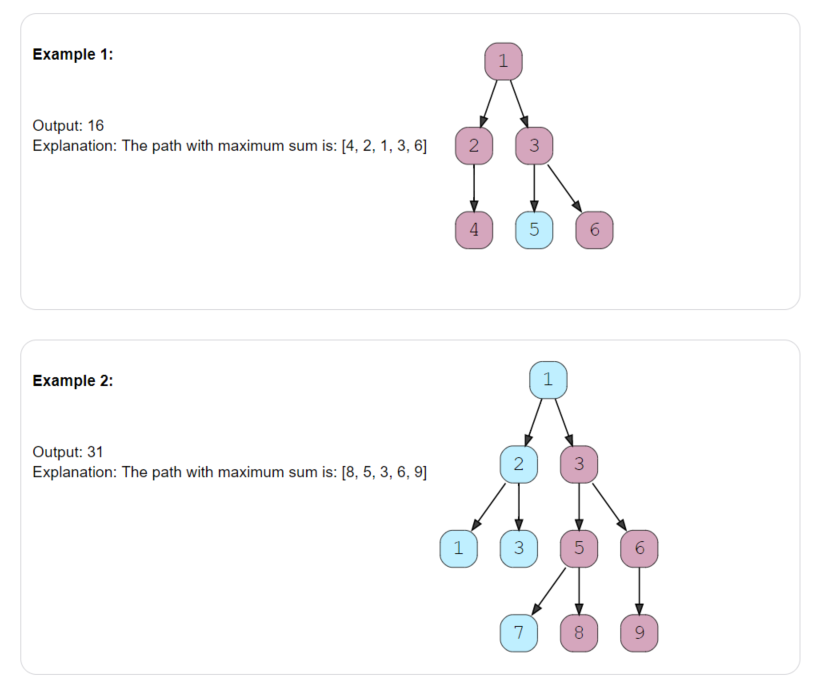 Example 1:
1
Output: 16
Explanation: The path with maximum sum is: [4, 2, 1, 3, 6]
2 3
4 5 6
Example 2:
1
Output: 31
Explanation: The path with maximum sum is: [8, 5, 3, 6, 9]
2 3
1 3 5 6
7 8 9